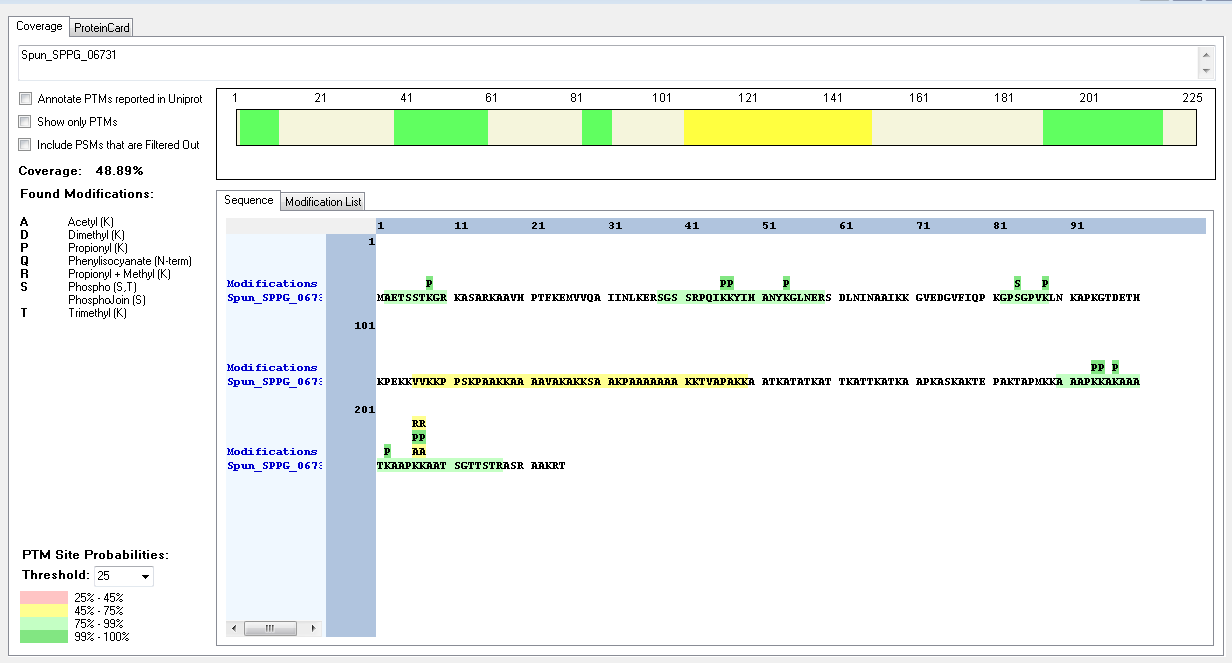 Coverage ProteinCard
Spun_SPPG_06731
Annotate PTMs reported in Uniprot
Show only PTMs
Include PSMs that are Filtered Out
Coverage: 48.89%
Found Modifications:
A Acetyl (K)
D Dimethyl (K)
P Propionyl (K)
Q Phenylisocyanate (N-term)
R Propionyl + Methyl (K)
S Phospho (S,T)
PhosphoJoin (S)
T Trimethyl (K)
1 21 41 61 81 101 121 141 161 181 201 225
Sequence Modification List
1 11 21 31 41 51 61 71 81 91
1
Modifications P PP P S P
Spun_SPPG_0673 MAETSSTKGR KASARKAAVH PTFKEMVVQA IINLKERSGS SRPQIKKYIH ANYKGLNERS DLNINAAIKK GVEDGVFIQP KGPSGPVKLN KAPKGTDETH
101
Modifications PP P
Spun_SPPG_0673 KPEKKVVKKP PSKPAAKKAA AAVAKAKKSA AKPAAAAAAA KKTVAPAKKA ATKATATKAT TKATTKATKA APKASKAKTE PAKTAPMKKA AAPKKAKAAA
201
RR
PP
Modifications P AA
Spun_SPPG_0673 TKAAPKKAAT SGTTSTRASR AAKRT
PTM Site Probabilities:
Threshold: 25
25% - 45%
45% - 75%
75% - 99%
99% - 100%